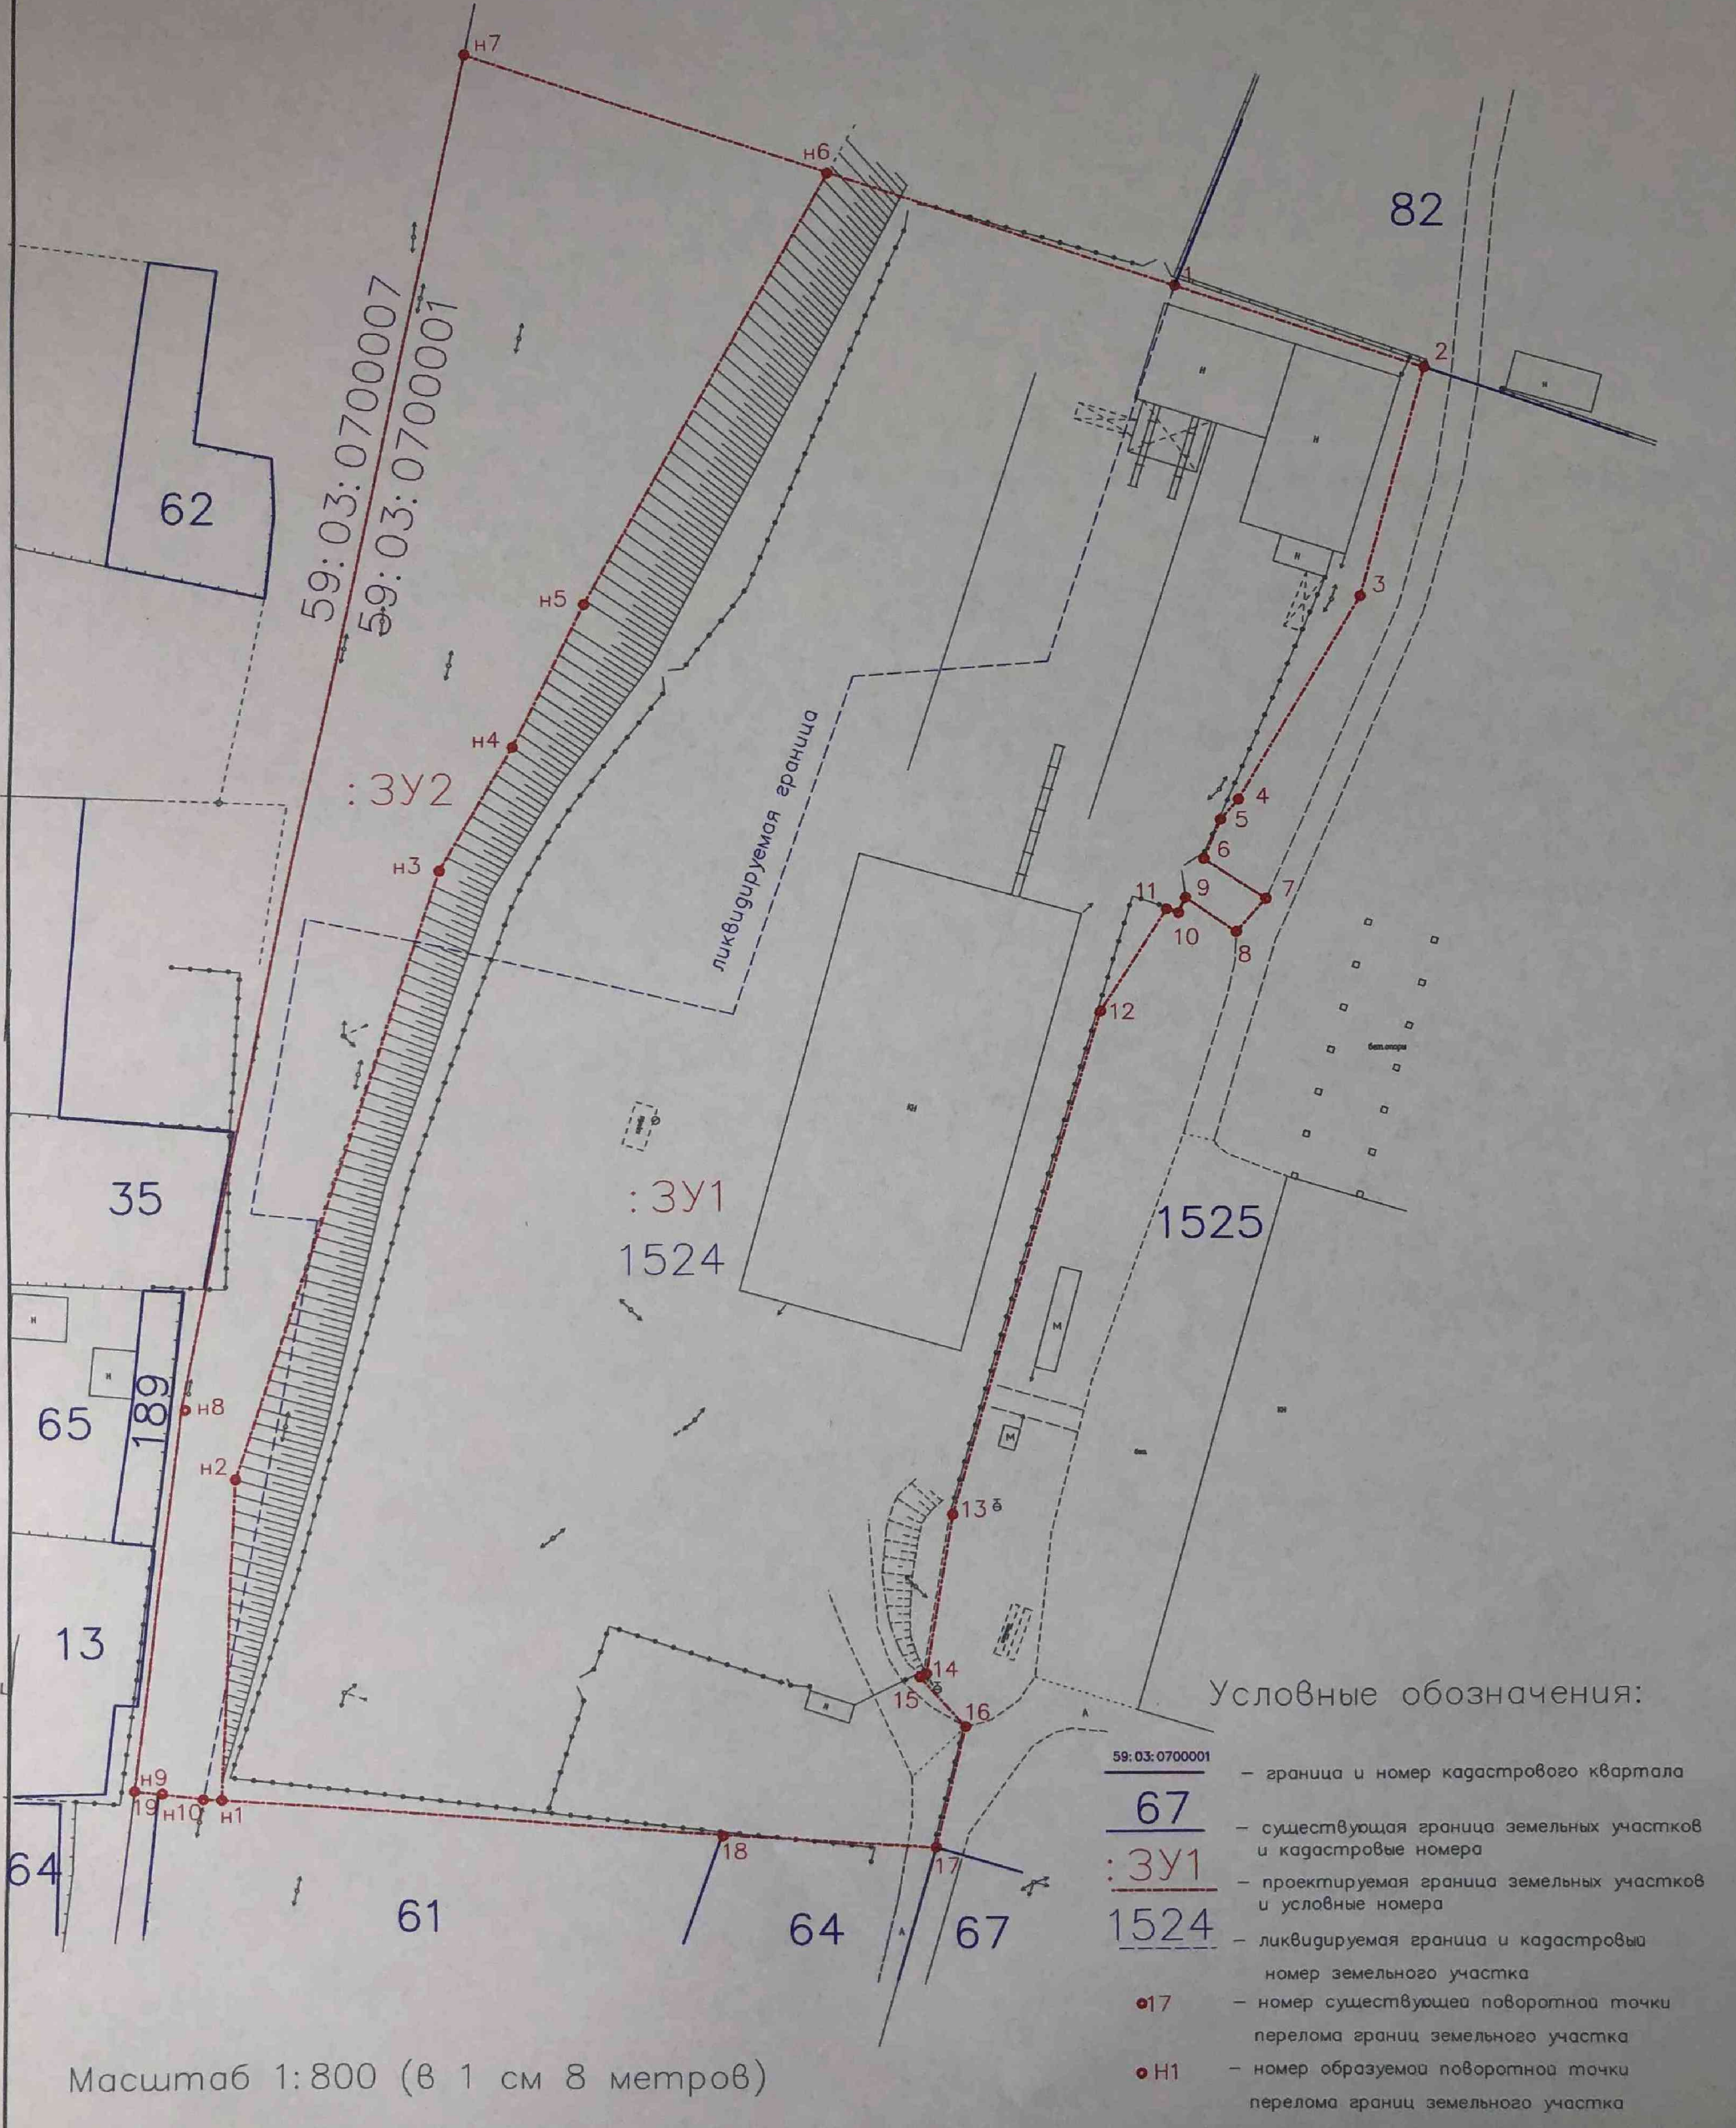 н7
н6
82
1
2
59:03:0700007
59:03:0700001
н
н
н
62
н
3
н5
н4
:ЗУ2
ликвидируемая граница
4
5
6
н3
7
9
11
10
8
12
бет.опоры
КН
35
:ЗУ1
1524
1525
н
М
н
189
65
н8
М
КН
н2
13
13
14
15
16
н
А
н9
19
н10
н1
18
17
64
61
64
А
67
Условные обозначения:
59:03:0700001
– граница и номер кадастрового квартала
67
– существующая граница земельных участков
и кадастровые номера
:ЗУ1
– проектируемая граница земельных участков
и условные номера
1524
– ликвидируемая граница и кадастровый
номер земельного участка
17
– номер существующей поворотной точки
перелома границ земельного участка
Н1
– номер образуемой поворотной точки
перелома границ земельного участка
Масштаб 1:800 (в 1 см 8 метров)